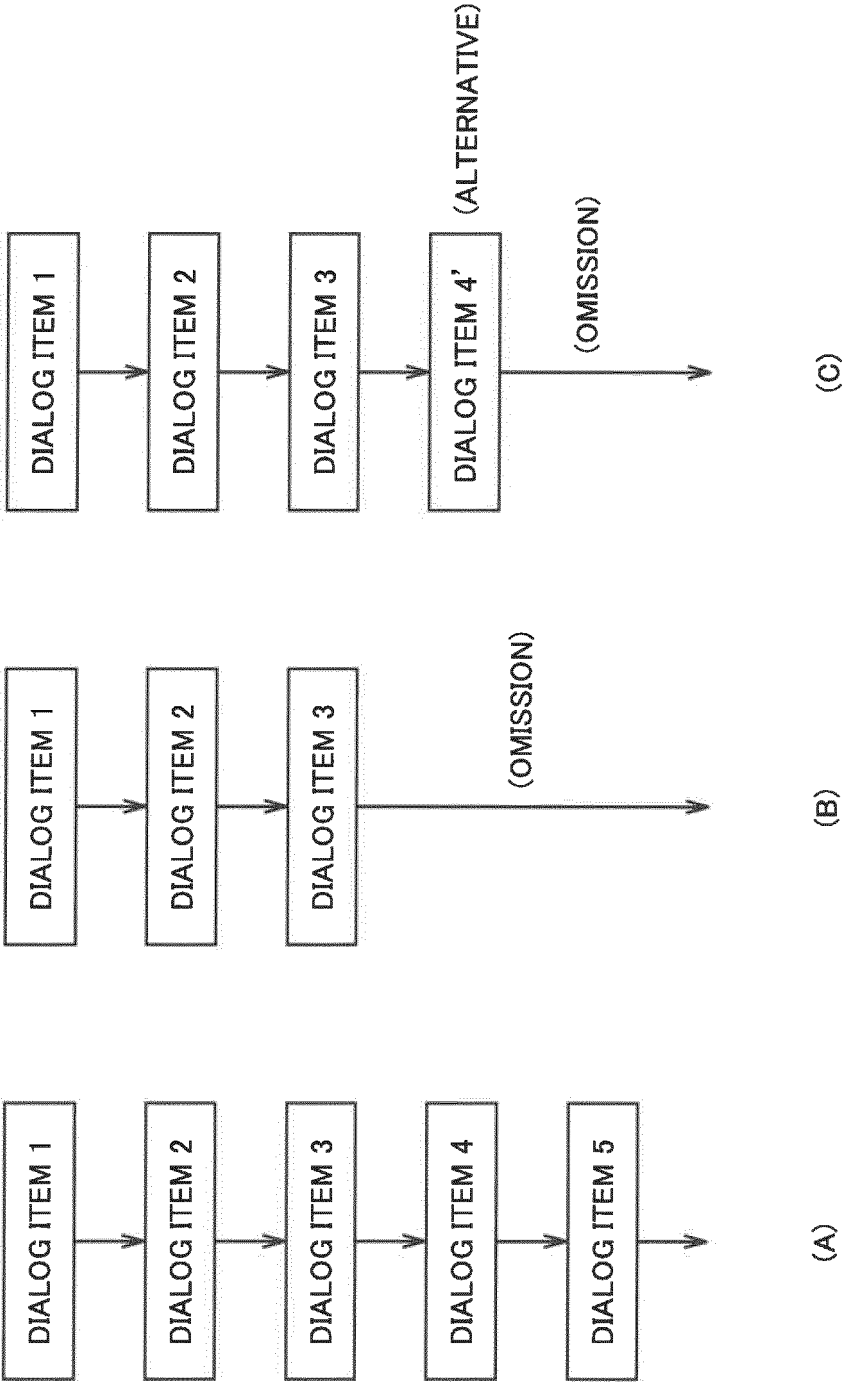 DIALOG ITEM 1
DIALOG ITEM 2
DIALOG ITEM 3
DIALOG ITEM 4
DIALOG ITEM 5
(A)
DIALOG ITEM 1
DIALOG ITEM 2
DIALOG ITEM 3
(OMISSION)
(B)
DIALOG ITEM 1
DIALOG ITEM 2
DIALOG ITEM 3
DIALOG ITEM 4'
(ALTERNATIVE)
(OMISSION)
(C)